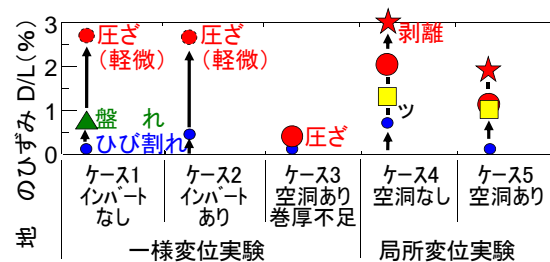 地 のひずみ D/L(%)
3
2
1
0
圧ざ
(軽微)
盤 れ
ひび割れ
圧ざ
(軽微)
圧ざ
剥離
ッ
ケース1
インバート
なし
ケース2
インバート
あり
ケース3
空洞あり
巻厚不足
ケース4
空洞なし
ケース5
空洞あり
一様変位実験
局所変位実験